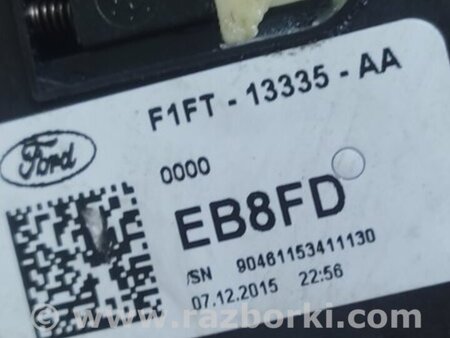 F1FT - 13335 - AA
Ford
0000
EB8FD
/SN 90461153411130
07.12.2015 22:56
www.razborki.com